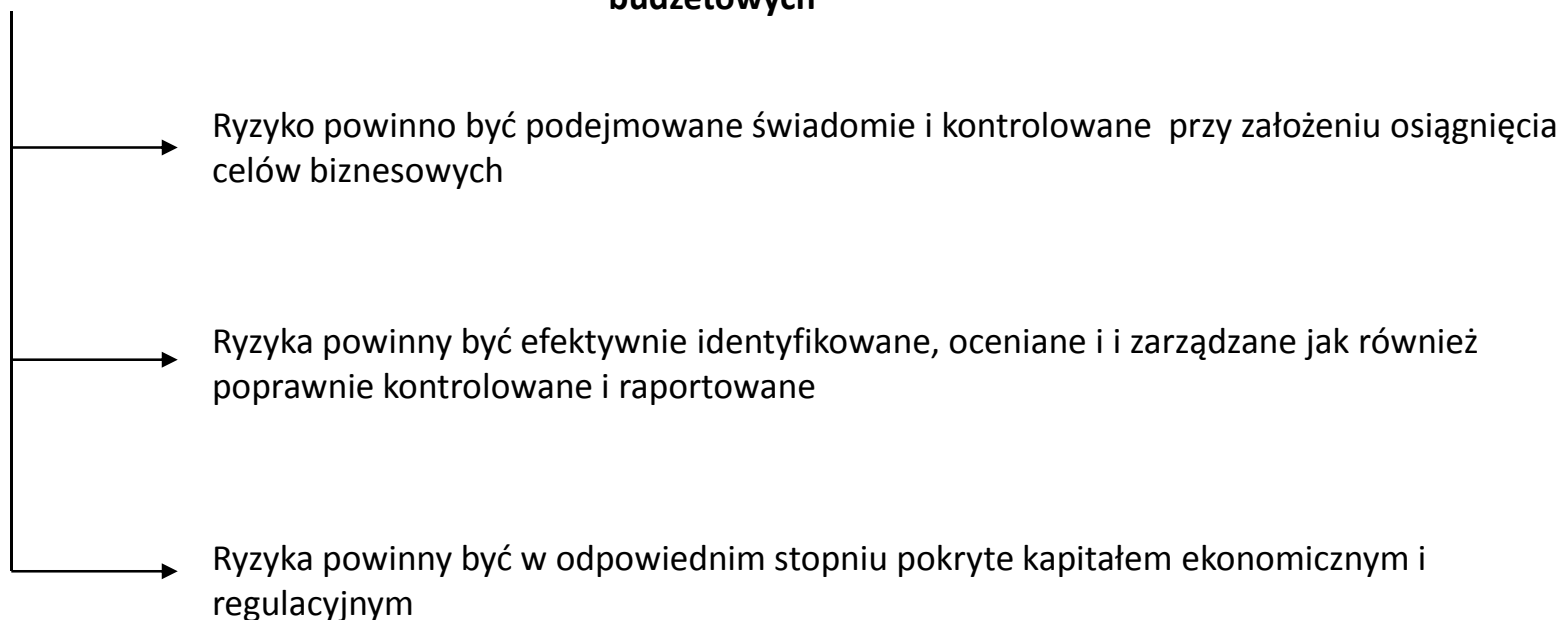 budżetowych
Ryzyko powinno być podejmowane świadomie i kontrolowane przy założeniu osiągnięcia
celów biznesowych
Ryzyka powinny być efektywnie identyfikowane, oceniane i i zarządzane jak również
poprawnie kontrolowane i raportowane
Ryzyka powinny być w odpowiednim stopniu pokryte kapitałem ekonomicznym i
regulacyjnym